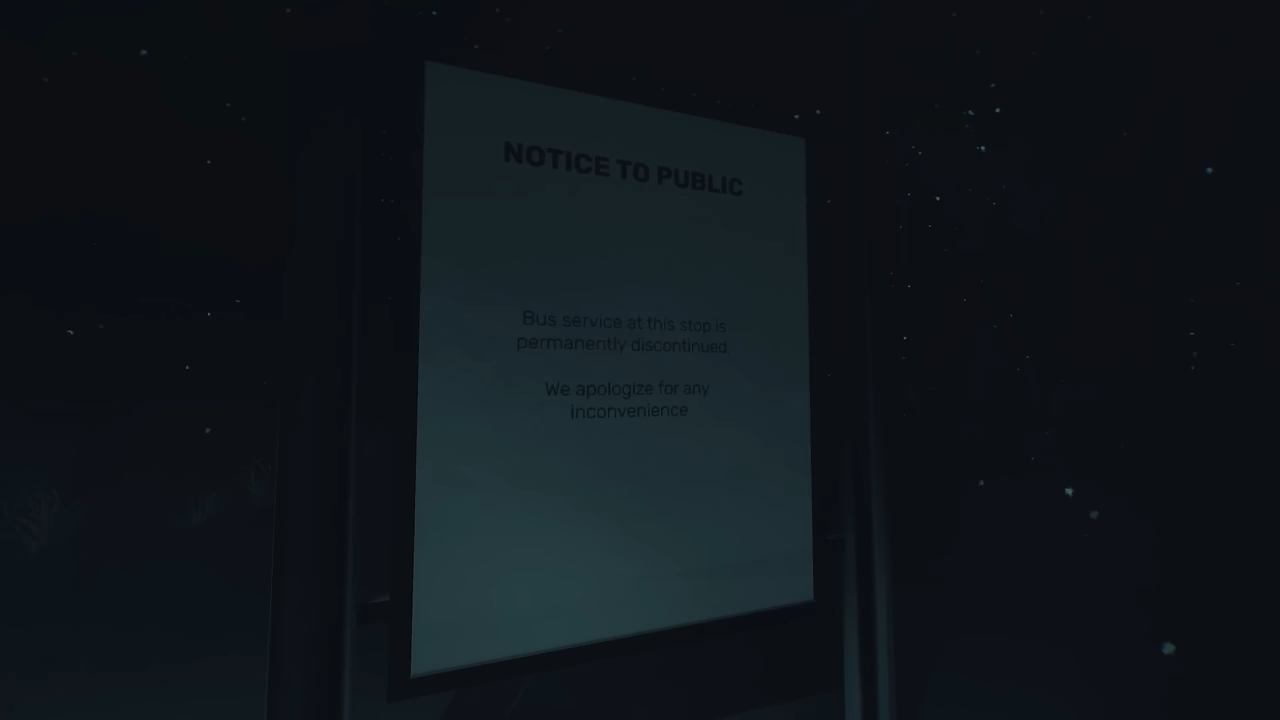 NOTICE TO PUBLIC
Bus service at this stop is
permanently discontinued
We apologize for any
inconvenience